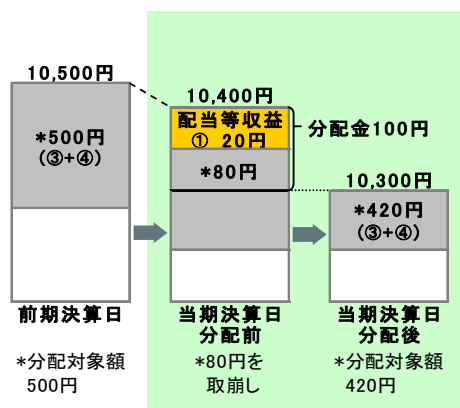 10,500円
*500円
(③+④)
前期決算日
*分配対象額
500円
10,400円
配当等収益
① 20円
*80円
分配金100円
当期決算日
分配前
*80円を
取崩し
10,300円
*420円
(③+④)
当期決算日
分配後
*分配対象額
420円